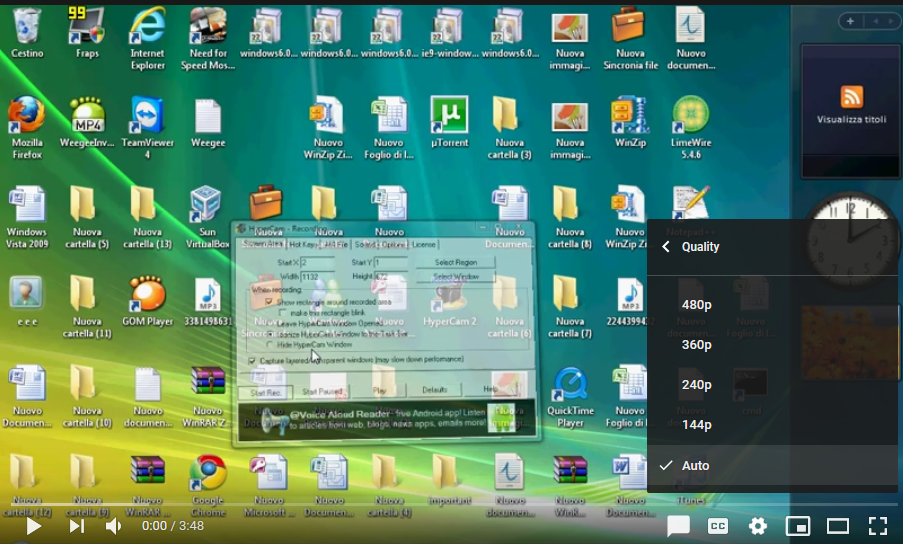 99
Cestino
Fraps
Internet
Explorer
Need for
Speed Mos...
windows6.0...
windows6.0...
windows6.0...
ie9-window...
windows6.0...
Nuova
immagi...
Nuova
Sincronia file
Nuovo
documen...
Mozilla
Firefox
MP4
WeegeeInv...
TeamViewer
4
Weegee
Nuovo
WinZip Zi...
Nuovo
Foglio di l...
µTorrent
Nuova
cartella (3)
Nuova
immagi...
WinZip
LimeWire
5.4.6
Visualizza titoli
Windows
Vista 2009
Nuova
cartella (5)
Nuova
cartella (13)
Sun
VirtualBox
Nuova
cartella (8)
Nuovo
WinZip Zi...
HyperCam - Recording
Screen Area
Hot Keys
AVI File
Sound
Options
License
Start X
2
Start Y
1
Select Region
Width
1132
Height
672
Select Window
When recording:
Show rectangle around recorded area
make this rectangle blink
Leave HyperCam Window Opened
Hide HyperCam Window
Capture layered/transparent windows (may slow down performance)
Start Rec.
Start Paused
Play
Defaults
Help
@Voice Aloud Reader - free Android app! Listen
to articles from web, blogs, news apps, emails more!
e e e
Nuova
cartella (11)
GOM Player
MP3
3381498631
HyperCam 2
Nuova
cartella (6)
Nuova
cartella (7)
MP3
Nuovo
Documen...
Nuova
cartella (10)
Nuovo
documen...
Nuovo
WinRAR Z...
QuickTime
Player
Nuovo
Foglio di l...
cmd
Nuova
cartella (12)
Nuova
cartella (9)
Nuovo
WinRAR ...
Google
Chrome
Nuovo
Microsoft ...
Nuovo
Documen...
Nuova
cartella (4)
important
Nuovo
documen...
Nuovo
WinR...
Nuovo
Documen...
iTunes
Quality
480p
360p
240p
144p
Auto
0:00 / 3:48
CC